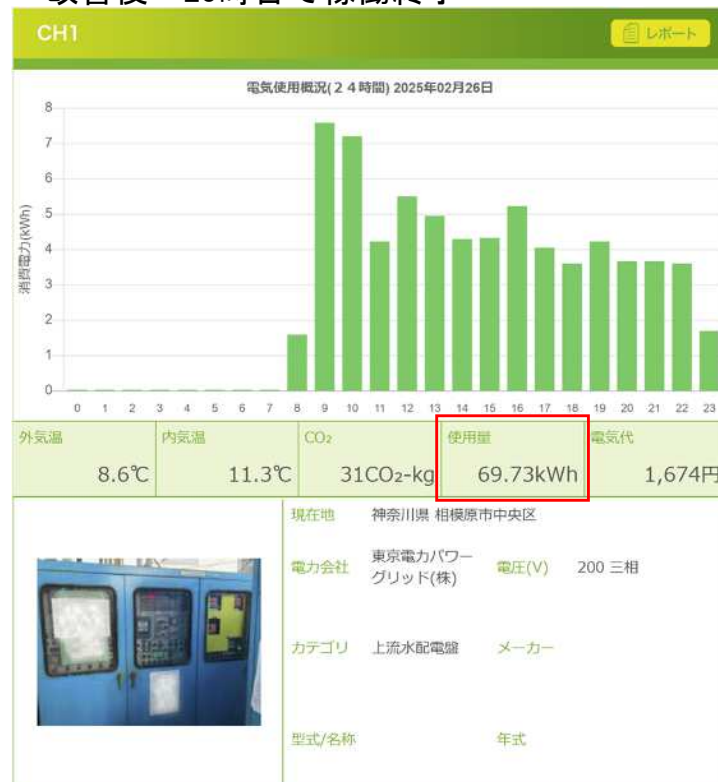 CH1
レポート
電気使用概況(２４時間) 2025年02月26日
消費電力(kWh)
8
7
6
5
4
3
2
1
0
0 1 2 3 4 5 6 7 8 9 10 11 12 13 14 15 16 17 18 19 20 21 22 23
外気温 内気温 CO₂ 使用量 電気代
8.6℃ 11.3℃ 31CO₂-kg 69.73kWh 1,674円
現在地 神奈川県 相模原市中央区
電力会社 東京電力パワー
グリッド(株) 電圧(V) 200 三相
カテゴリ 上流水配電盤 メーカー
型式/名称 年式